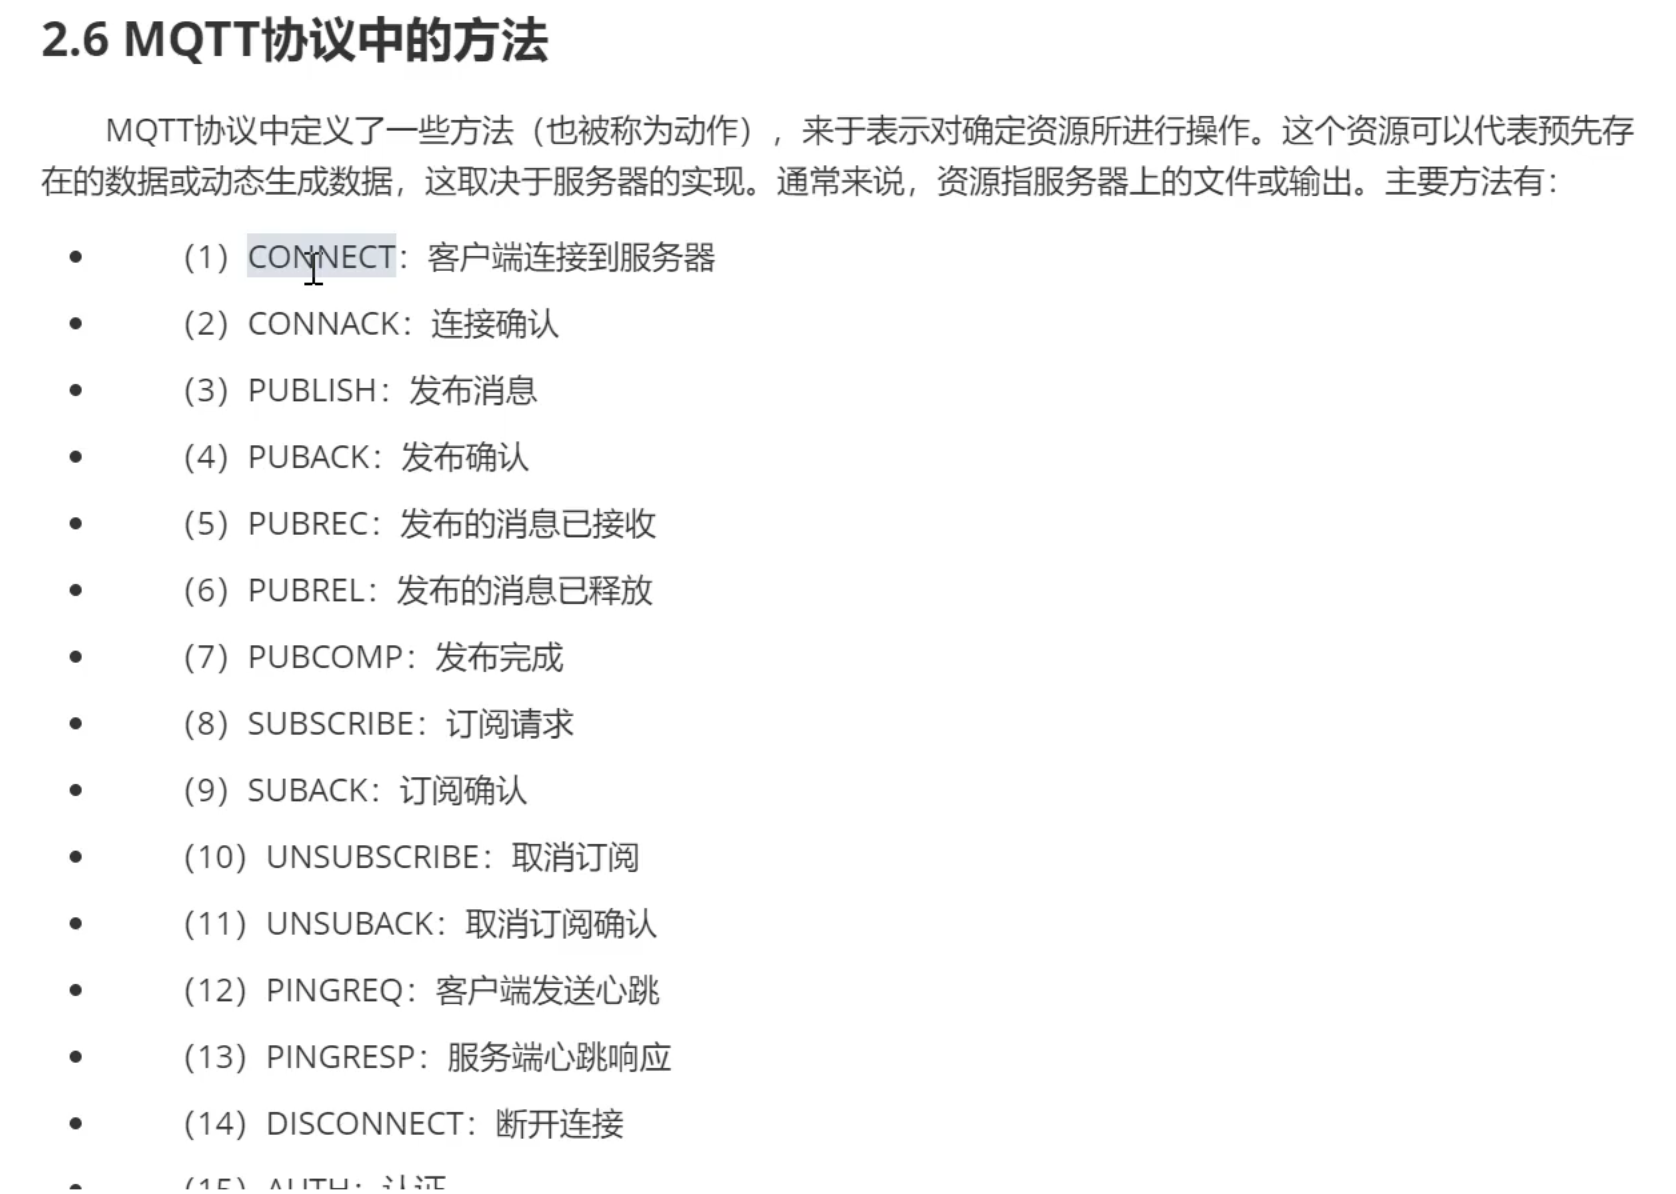 2.6 MQTT协议中的方法
MQTT协议中定义了一些方法（也被称为动作），来于表示对确定资源所进行操作。这个资源可以代表预先存
在的数据或动态生成数据，这取决于服务器的实现。通常来说，资源指服务器上的文件或输出。主要方法有：
• （1）CONNECT：客户端连接到服务器
• （2）CONNACK：连接确认
• （3）PUBLISH：发布消息
• （4）PUBACK：发布确认
• （5）PUBREC：发布的消息已接收
• （6）PUBREL：发布的消息已释放
• （7）PUBCOMP：发布完成
• （8）SUBSCRIBE：订阅请求
• （9）SUBACK：订阅确认
• （10）UNSUBSCRIBE：取消订阅
• （11）UNSUBACK：取消订阅确认
• （12）PINGREQ：客户端发送心跳
• （13）PINGRESP：服务端心跳响应
• （14）DISCONNECT：断开连接
• （15）AUTH：认证